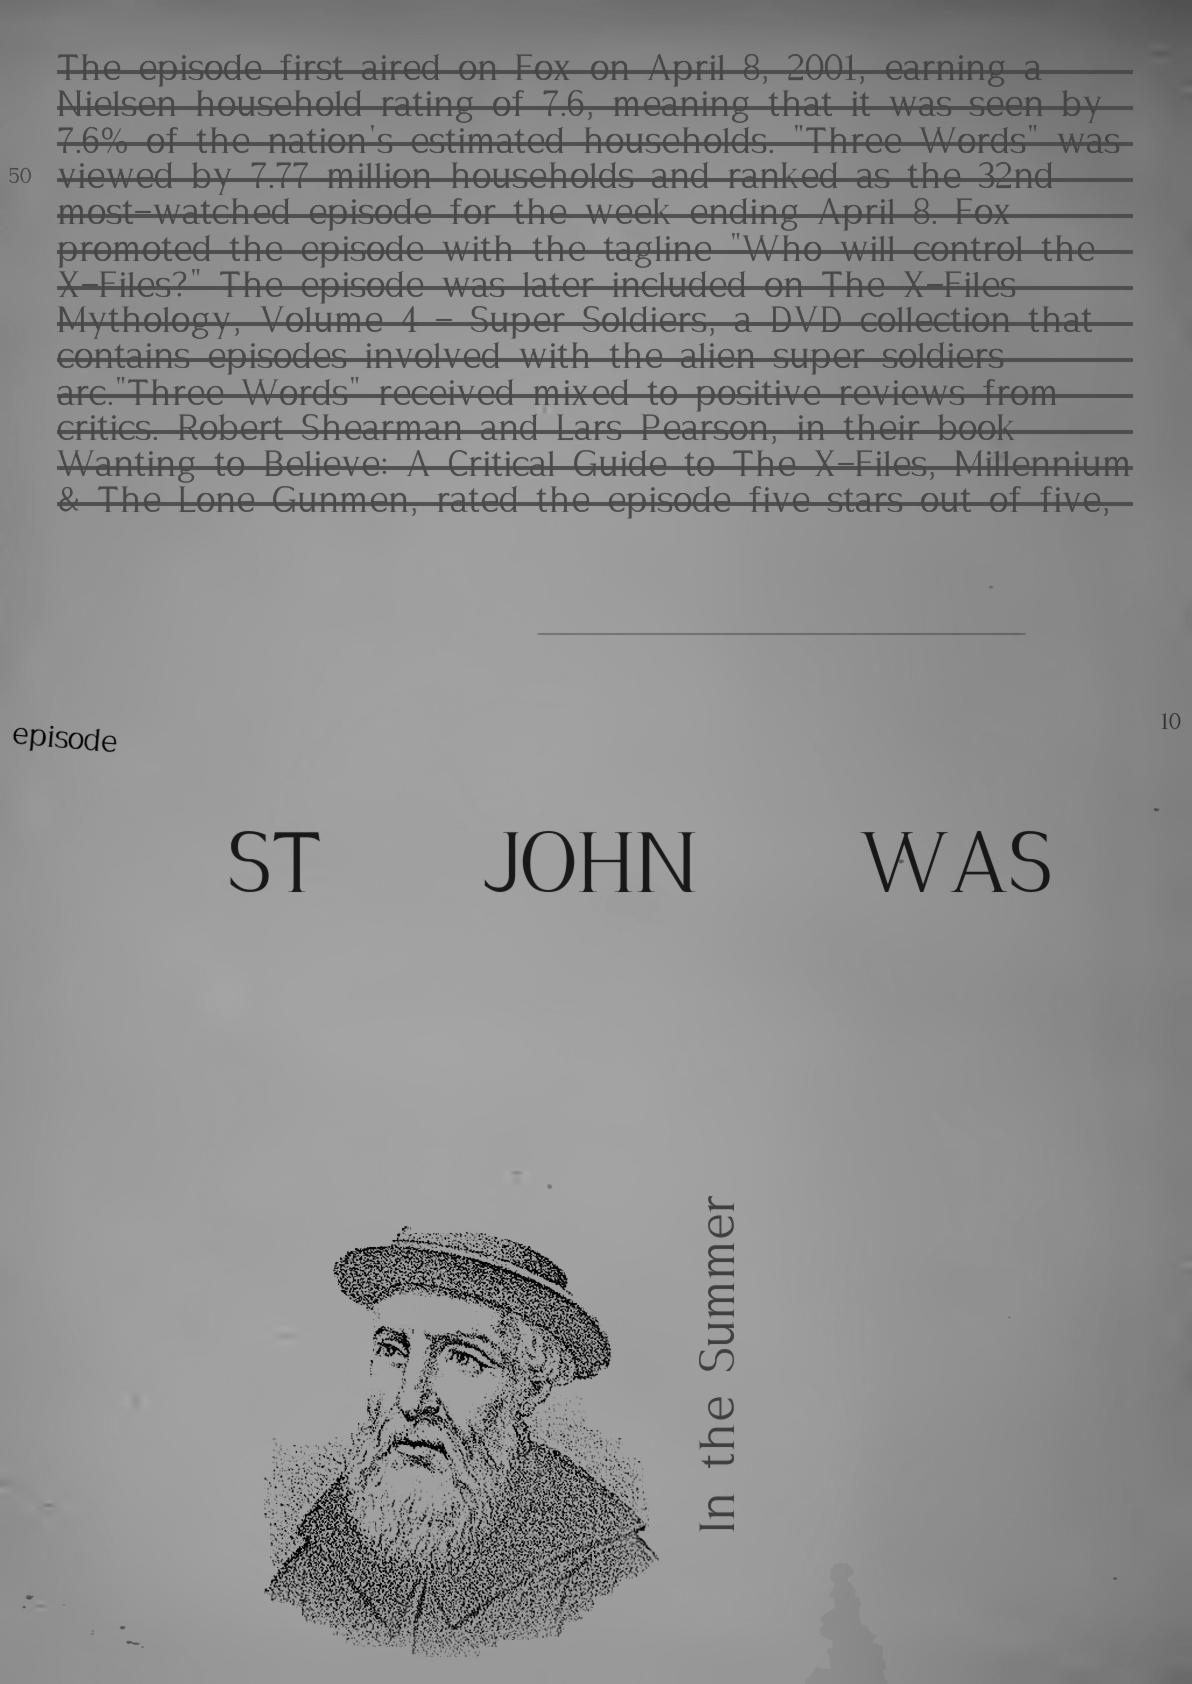 The episode first aired on Fox on April 8, 2001, earning a
Nielsen household rating of 7.6, meaning that it was seen by
7.6% of the nation's estimated households. "Three Words" was
50
viewed by 7.77 million households and ranked as the 32nd
most-watched episode for the week ending April 8. Fox
promoted the episode with the tagline "Who will control the
X-Files?" The episode was later included on The X-Files
Mythology, Volume 4 – Super Soldiers, a DVD collection that
contains episodes involved with the alien super soldiers
arc."Three Words" received mixed to positive reviews from
critics. Robert Shearman and Lars Pearson, in their book
Wanting to Believe: A Critical Guide to The X-Files, Millennium
& The Lone Gunmen, rated the episode five stars out of five,
10
episode
ST JOHN WAS
In the Summer